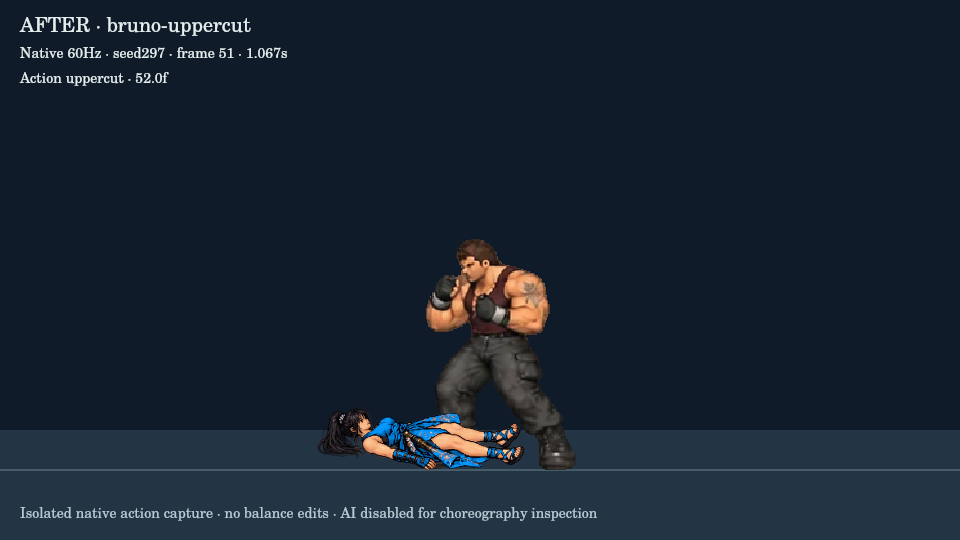 AFTER · bruno-uppercut
Native 60Hz · seed297 · frame 51 · 1.067s
Action uppercut · 52.0f
Isolated native action capture · no balance edits · AI disabled for choreography inspection